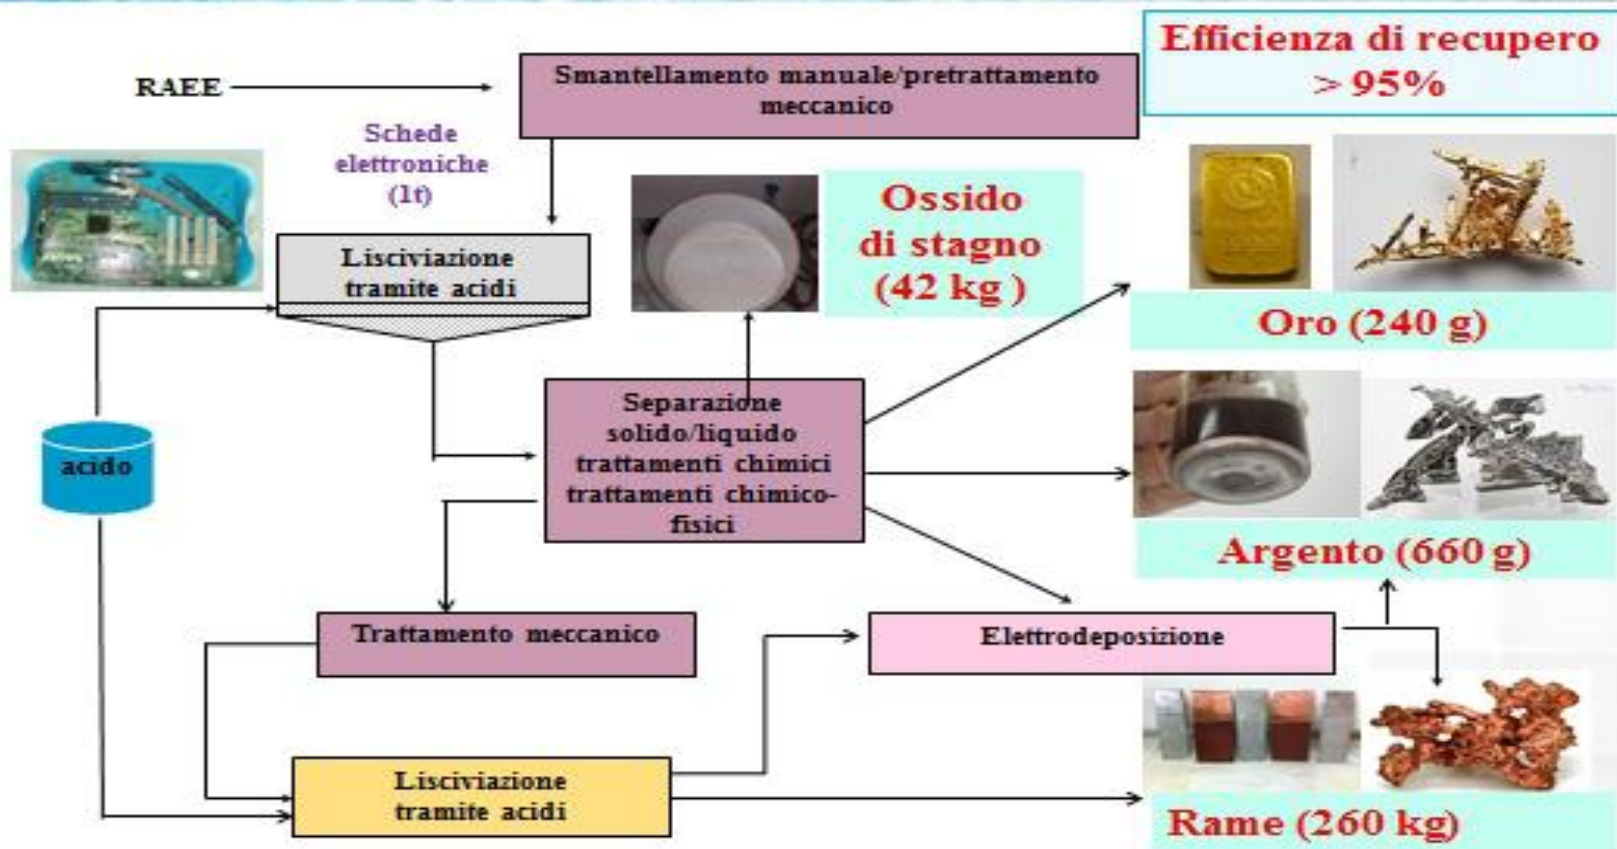 Efficienza di recupero
> 95%
RAEE
Smantellamento manuale/pretrattamento
meccanico
Schede
elettroniche
(1t)
Ossido
di stagno
(42 kg )
Lisciviazione
tramite acidi
Oro (240 g)
Separazione
solido/liquido
trattamenti chimici
trattamenti chimico-
fisici
acido
Argento (660 g)
Trattamento meccanico
Elettrodeposizione
Lisciviazione
tramite acidi
Rame (260 kg)